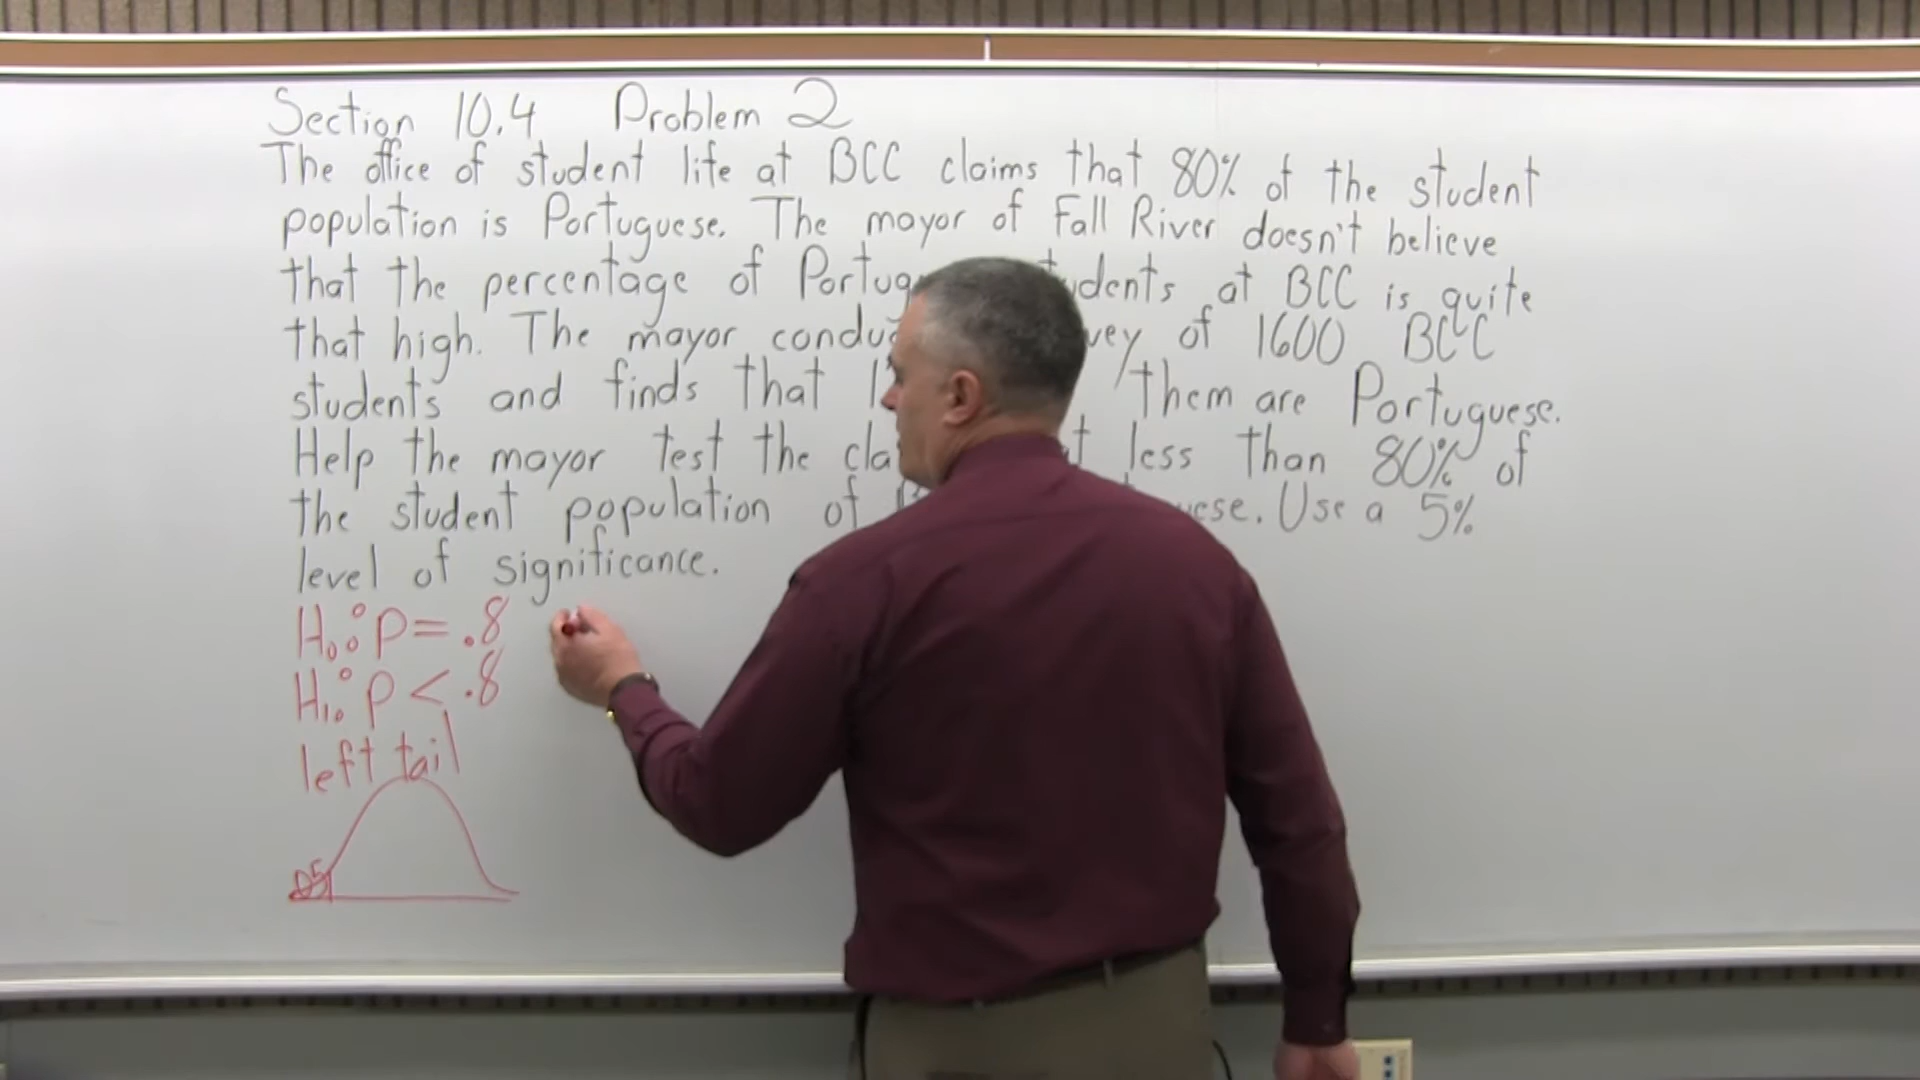 Section 10.4 Problem 2
The office of student life at BCC claims that 80% of the student
population is Portuguese. The mayor of Fall River doesn't believe
that the percentage of Portug dents at BCC is quite
that high. The mayor condu vey of 1600 BCC
students and finds that them are Portuguese.
Help the mayor test the cla t less than 80% of
the student population of uese. Use a 5%
level of significance.
H₀: p = .8
H₁: p < .8
left tail
.05